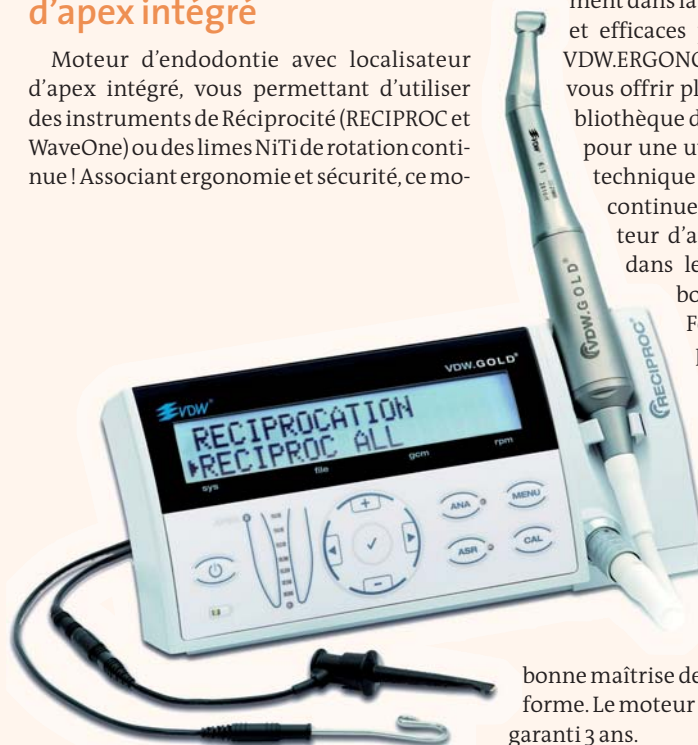 d'apex intégré
Moteur d'endodontie avec localisateur
d'apex intégré, vous permettant d'utiliser
des instruments de Réciprocité (RECIPROC et
WaveOne) ou des limes NiTi de rotation conti-
nue ! Associant ergonomie et sécurité, ce mo-
ment dans la
et efficaces
VDW.ERGONO
vous offrir pl
bliothèque d
pour une u
technique
continue
teur d'a
dans le
bo
F
VDW
VDW.GOLD®
RECIPROC®
VDW
VDW.GOLD®
RECIPROCATION
RECIPROC ALL
sys file gcm rpm
ANA MENU
ASR CAL
bonne maîtrise de
forme. Le moteur
garanti 3 ans.